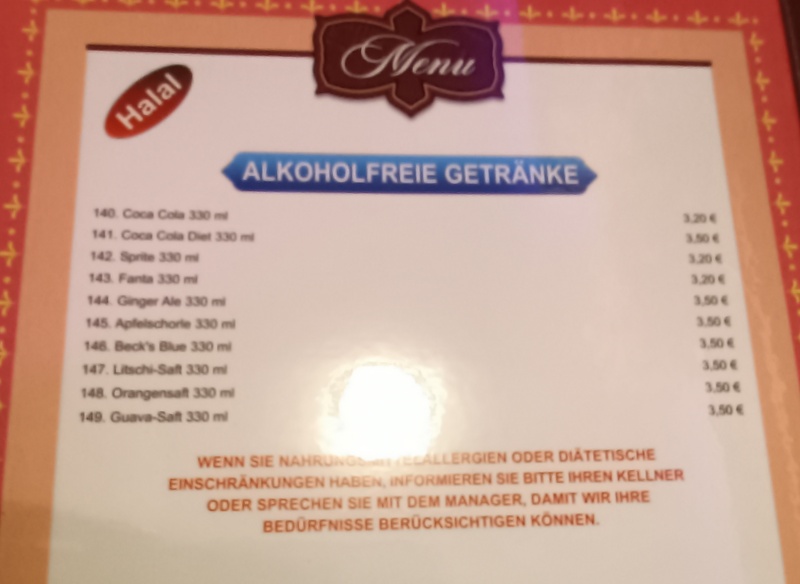 Menu
Halal
ALKOHOLFREIE GETRÄNKE
140. Coca Cola 330 ml 3,20 €
141. Coca Cola Diet 330 ml 3,50 €
142. Sprite 330 ml 3,20 €
143. Fanta 330 ml 3,20 €
144. Ginger Ale 330 ml 3,50 €
145. Apfelschorle 330 ml 3,50 €
146. Beck's Blue 330 ml 3,50 €
147. Litschi-Saft 330 ml 3,50 €
148. Orangensaft 330 ml 3,50 €
149. Guava-Saft 330 ml 3,50 €
WENN SIE NAHRUNGSMITTELALLERGIEN ODER DIÄTETISCHE
EINSCHRÄNKUNGEN HABEN, INFORMIEREN SIE BITTE IHREN KELLNER
ODER SPRECHEN SIE MIT DEM MANAGER, DAMIT WIR IHRE
BEDÜRFNISSE BERÜCKSICHTIGEN KÖNNEN.